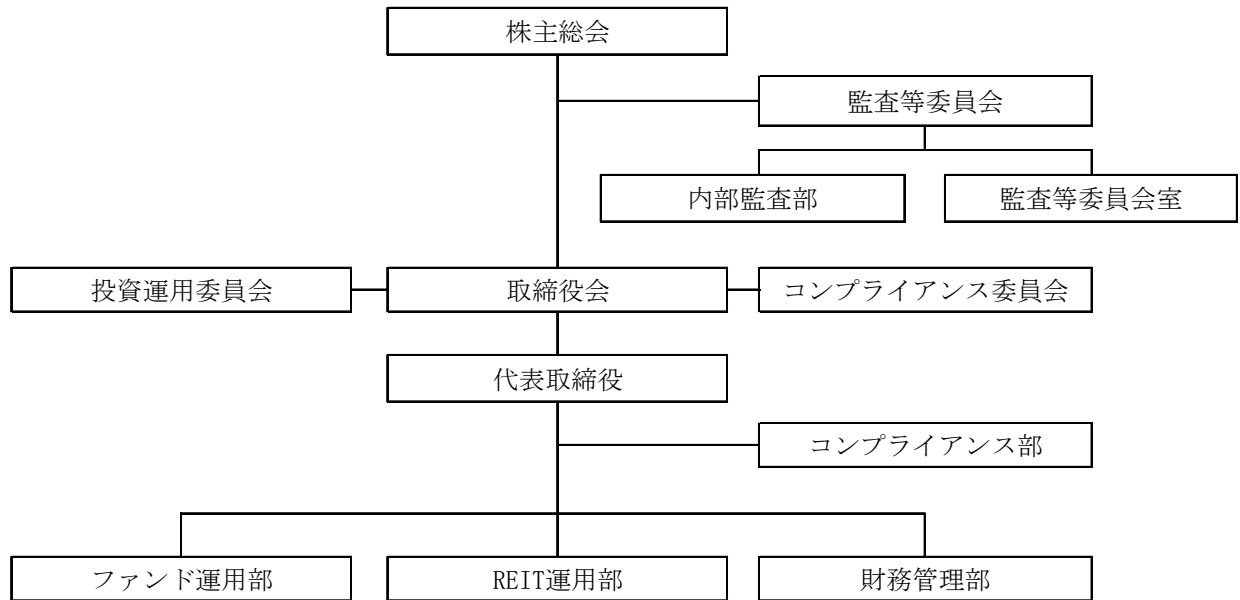 株主総会
監査等委員会
内部監査部
監査等委員会室
投資運用委員会
取締役会
コンプライアンス委員会
代表取締役
コンプライアンス部
ファンド運用部
REIT運用部
財務管理部